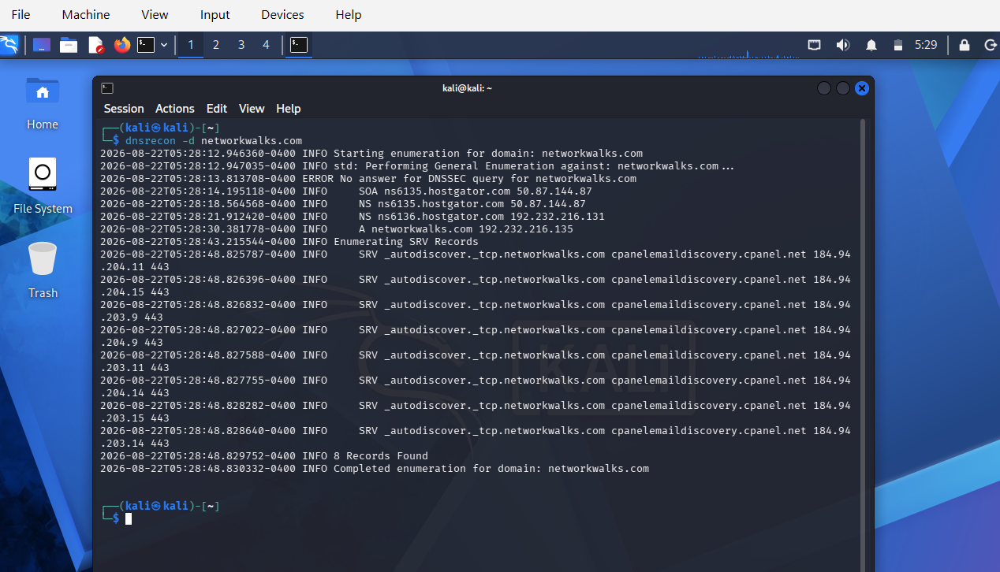 File Machine View Input Devices Help
1 2 3 4 5:29
kali@kali: ~
Session Actions Edit View Help
Home
File System
Trash
┌──(kali㉿kali)-[~]
└─$ dnsrecon -d networkwalks.com
2026-08-22T05:28:12.946360-0400 INFO Starting enumeration for domain: networkwalks.com
2026-08-22T05:28:12.947035-0400 INFO std: Performing General Enumeration against: networkwalks.com...
2026-08-22T05:28:13.813708-0400 ERROR No answer for DNSSEC query for networkwalks.com
2026-08-22T05:28:14.195118-0400 INFO SOA ns6135.hostgator.com 50.87.144.87
2026-08-22T05:28:18.564568-0400 INFO NS ns6135.hostgator.com 50.87.144.87
2026-08-22T05:28:21.912420-0400 INFO NS ns6136.hostgator.com 192.232.216.131
2026-08-22T05:28:30.381778-0400 INFO A networkwalks.com 192.232.216.135
2026-08-22T05:28:43.215544-0400 INFO Enumerating SRV Records
2026-08-22T05:28:48.825787-0400 INFO SRV _autodiscover._tcp.networkwalks.com cpanelemaildiscovery.cpanel.net 184.94
.204.11 443
2026-08-22T05:28:48.826396-0400 INFO SRV _autodiscover._tcp.networkwalks.com cpanelemaildiscovery.cpanel.net 184.94
.204.15 443
2026-08-22T05:28:48.826832-0400 INFO SRV _autodiscover._tcp.networkwalks.com cpanelemaildiscovery.cpanel.net 184.94
.203.9 443
2026-08-22T05:28:48.827022-0400 INFO SRV _autodiscover._tcp.networkwalks.com cpanelemaildiscovery.cpanel.net 184.94
.204.9 443
2026-08-22T05:28:48.827588-0400 INFO SRV _autodiscover._tcp.networkwalks.com cpanelemaildiscovery.cpanel.net 184.94
.203.11 443
2026-08-22T05:28:48.827755-0400 INFO SRV _autodiscover._tcp.networkwalks.com cpanelemaildiscovery.cpanel.net 184.94
.204.14 443
2026-08-22T05:28:48.828282-0400 INFO SRV _autodiscover._tcp.networkwalks.com cpanelemaildiscovery.cpanel.net 184.94
.203.15 443
2026-08-22T05:28:48.828640-0400 INFO SRV _autodiscover._tcp.networkwalks.com cpanelemaildiscovery.cpanel.net 184.94
.203.14 443
2026-08-22T05:28:48.829752-0400 INFO 8 Records Found
2026-08-22T05:28:48.830332-0400 INFO Completed enumeration for domain: networkwalks.com
┌──(kali㉿kali)-[~]
└─$
KALI